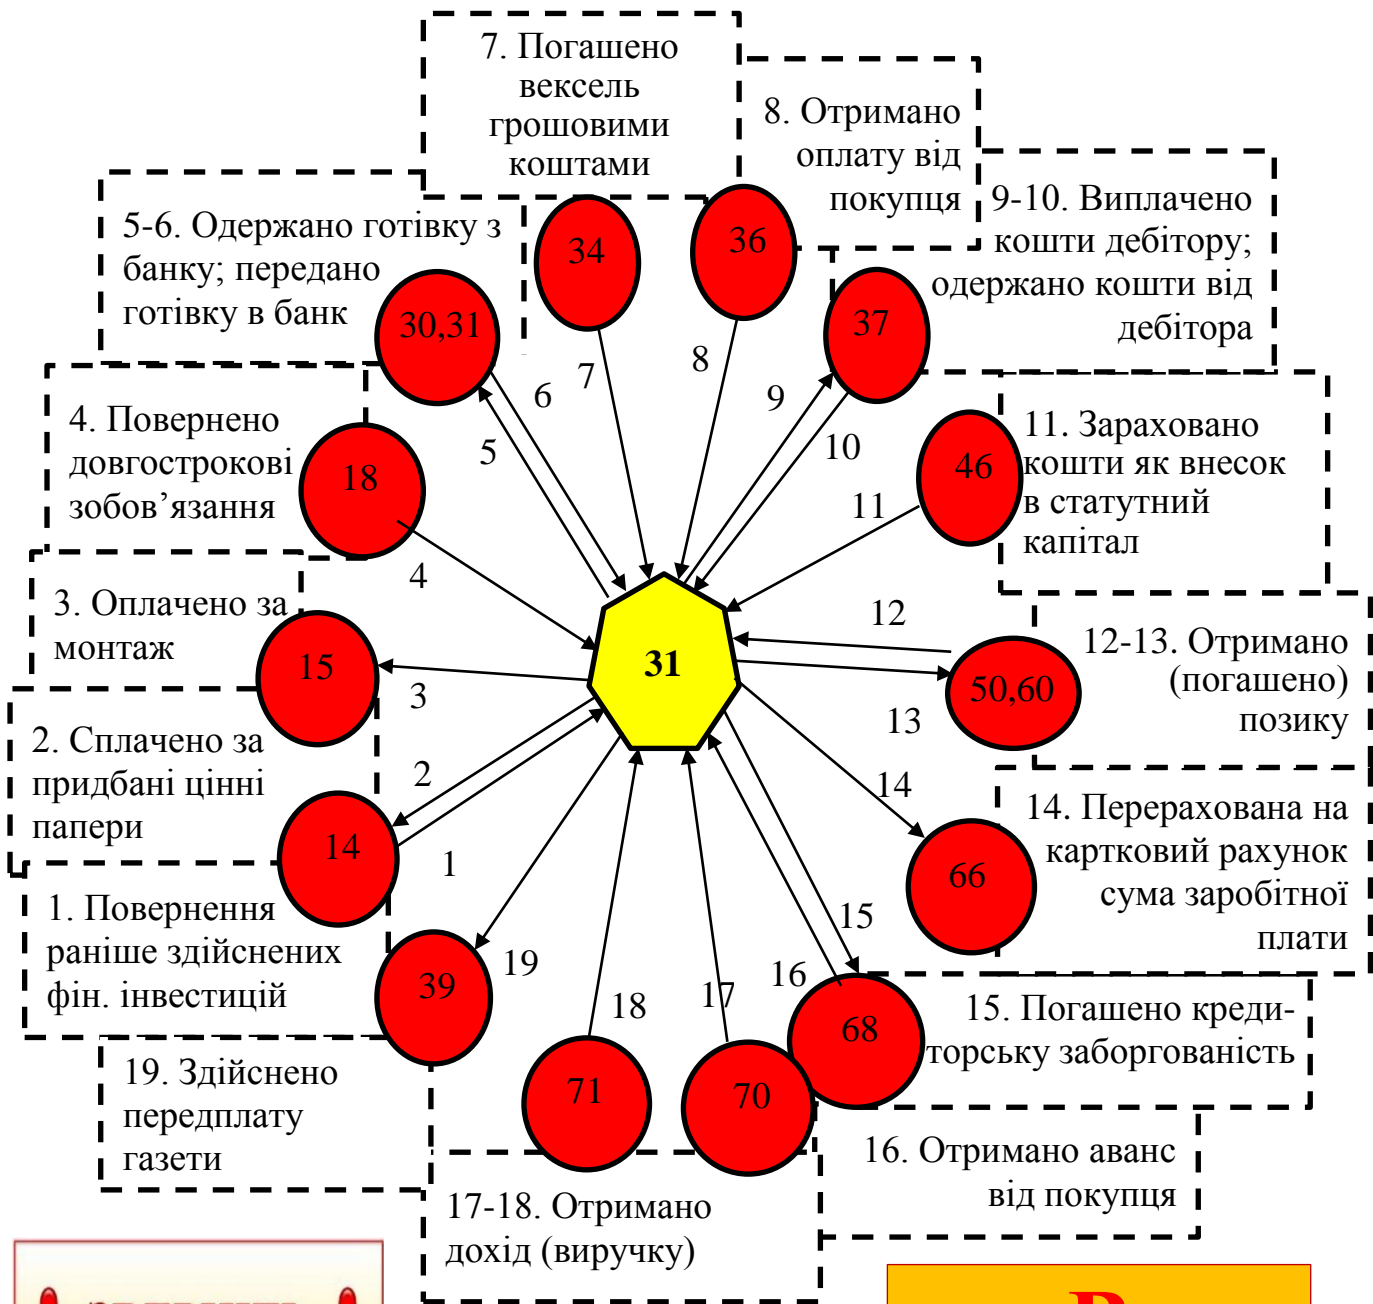 7. Погашено
вексель
грошовими
коштами
8. Отримано
оплату від
покупця
9-10. Виплачено
кошти дебітору;
одержано кошти від
дебітора
5-6. Одержано готівку з
банку; передано
готівку в банк
34
36
30,31
37
4. Повернено
довгострокові
зобов’язання
18
11. Зараховано
кошти як внесок
в статутний
капітал
46
6
7
8
9
5
10
11
4
3. Оплачено за
монтаж
15
3
31
12
13
50,60
12-13. Отримано
(погашено)
позику
2. Сплачено за
придбані цінні
папери
2
14
1
14
66
14. Перерахована на
картковий рахунок
сума заробітної
плати
1. Повернення
раніше здійснених
фін. інвестицій
39
19
18
17
16
15
68
15. Погашено креди-
торську заборгованість
19. Здійснено
передплату
газети
71
70
16. Отримано аванс
від покупця
17-18. Отримано
дохід (виручку)